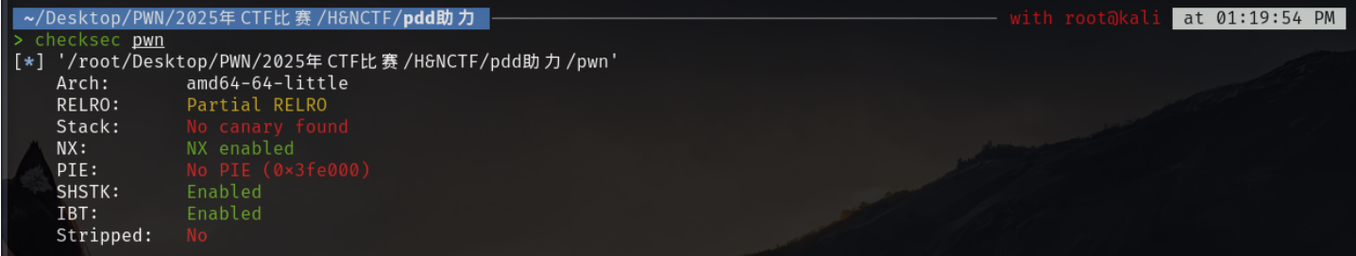 ~/Desktop/PWN/2025年CTF比赛/H&NCTF/pdd助力 with root@kali at 01:19:54 PM
> checksec pwn
[*] '/root/Desktop/PWN/2025年CTF比赛/H&NCTF/pdd助力/pwn'
Arch: amd64-64-little
RELRO: Partial RELRO
Stack: No canary found
NX: NX enabled
PIE: No PIE (0x3fe000)
SHSTK: Enabled
IBT: Enabled
Stripped: No